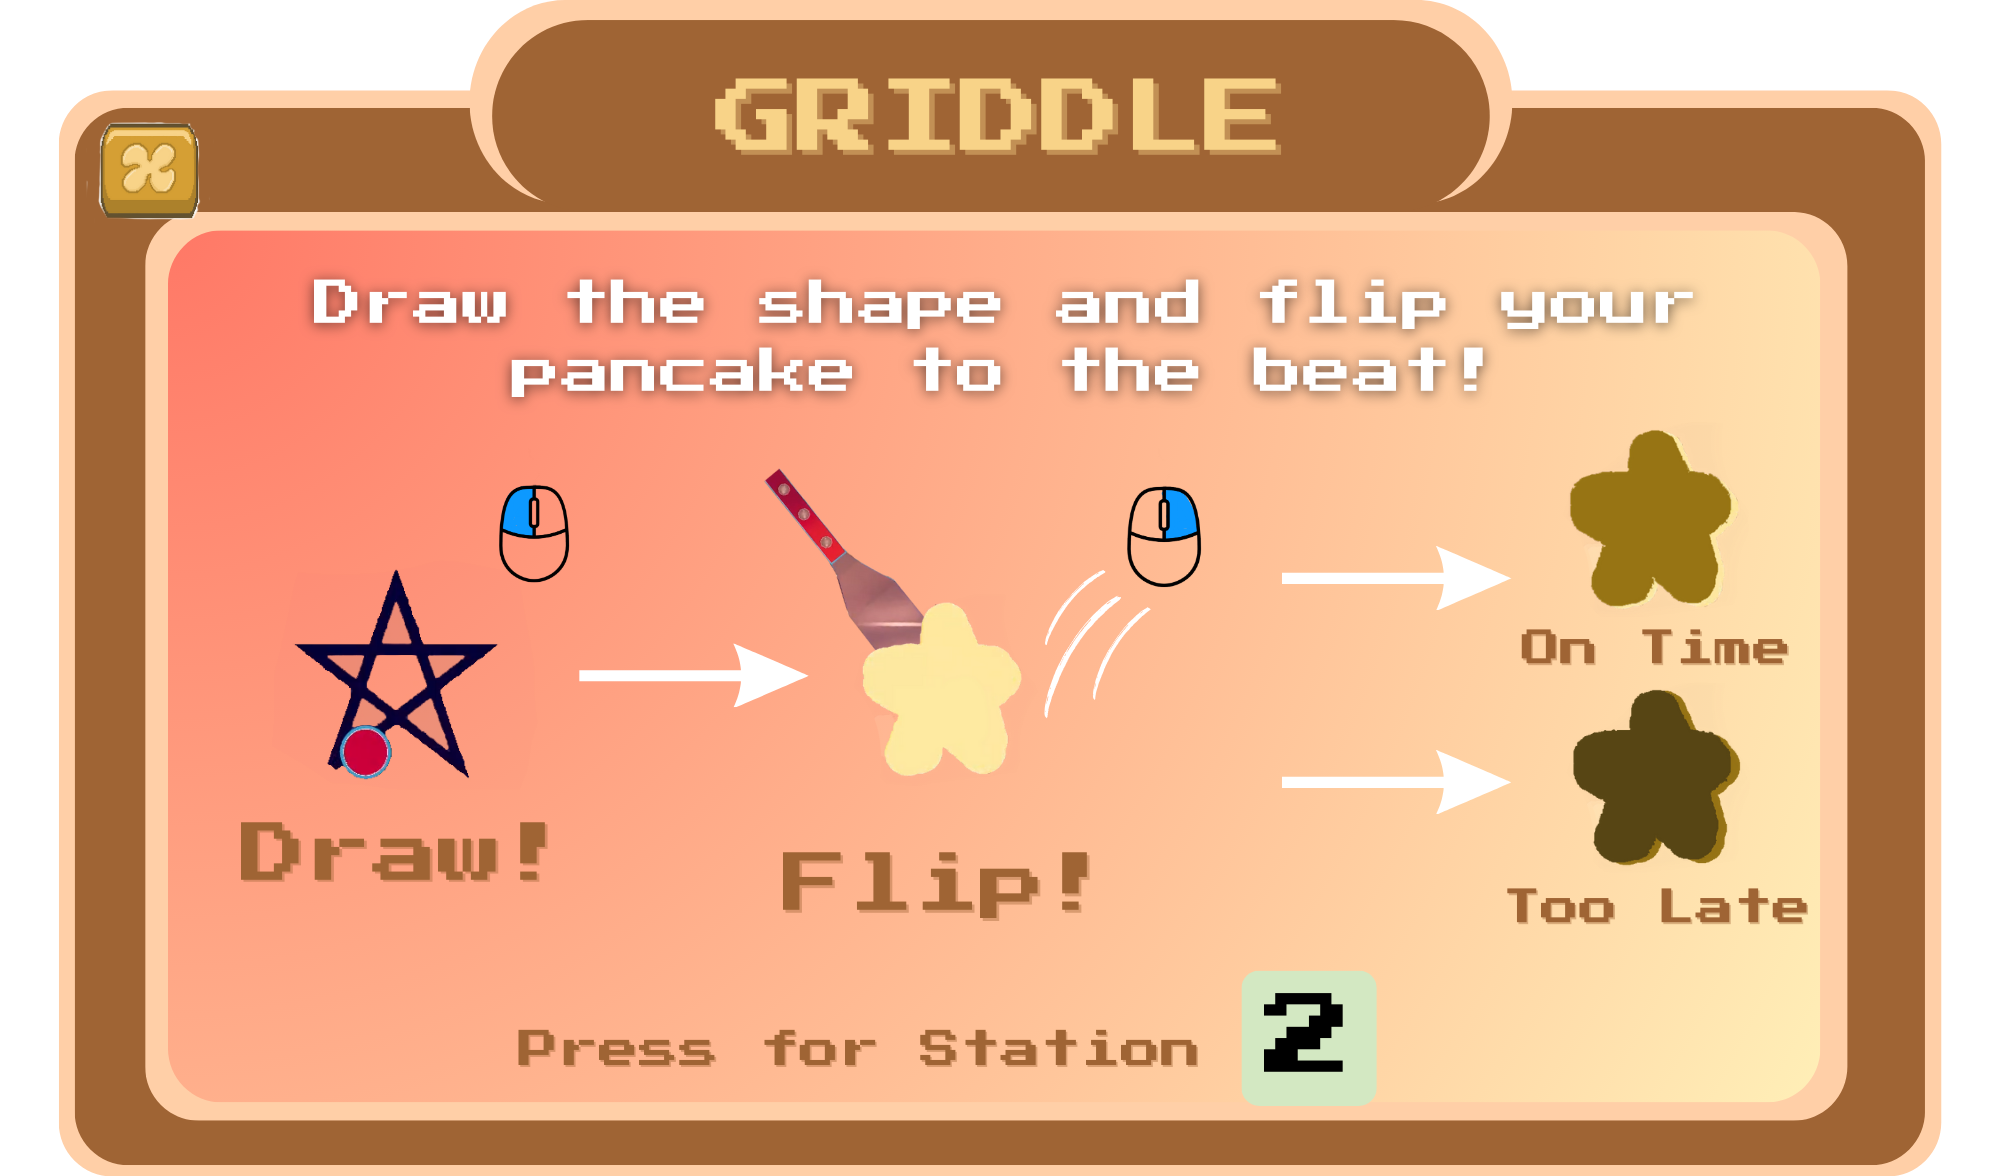 GRIDDLE
Draw the shape and flip your
pancake to the beat!
On Time
Draw!
Flip!
Too Late
Press for Station 2